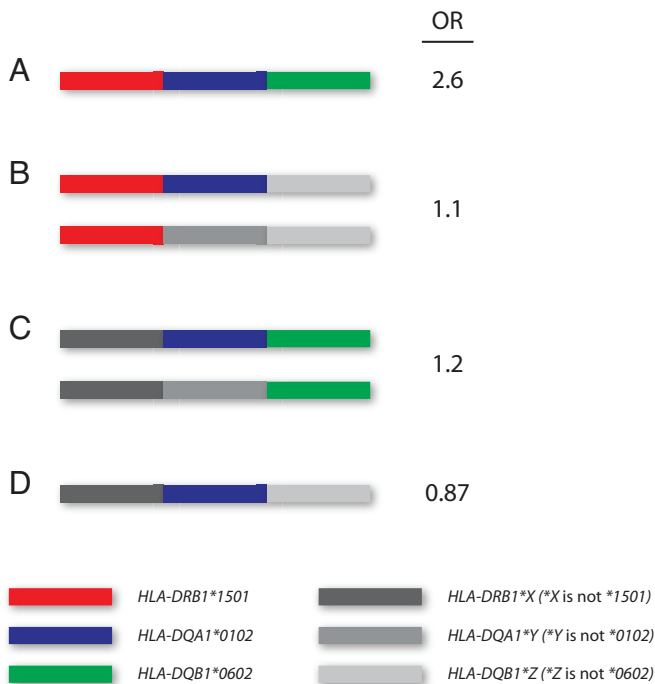 OR
A 2.6
B
1.1
C
1.2
D 0.87
HLA-DRB1*1501 HLA-DRB1*X (*X is not *1501)
HLA-DQA1*0102 HLA-DQA1*Y (*Y is not *0102)
HLA-DQB1*0602 HLA-DQB1*Z (*Z is not *0602)